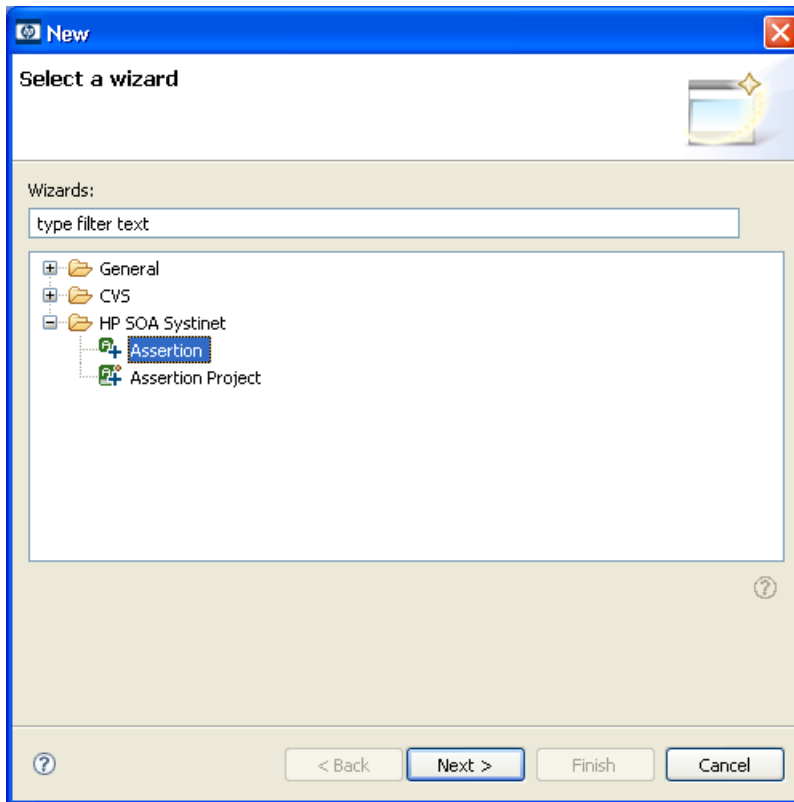 New
Select a wizard
Wizards:
type filter text
General
CVS
HP SOA Systinet
Assertion
Assertion Project
< Back Next > Finish Cancel